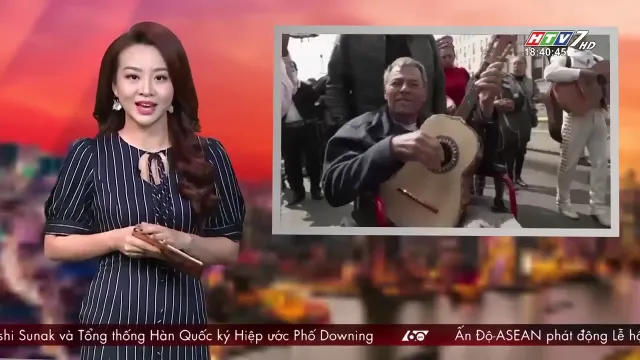 HTV7 HD
18:40:45
shi Sunak và Tổng thống Hàn Quốc ký Hiệp ước Phố Downing 60 Ấn Độ-ASEAN phát động Lễ hộ